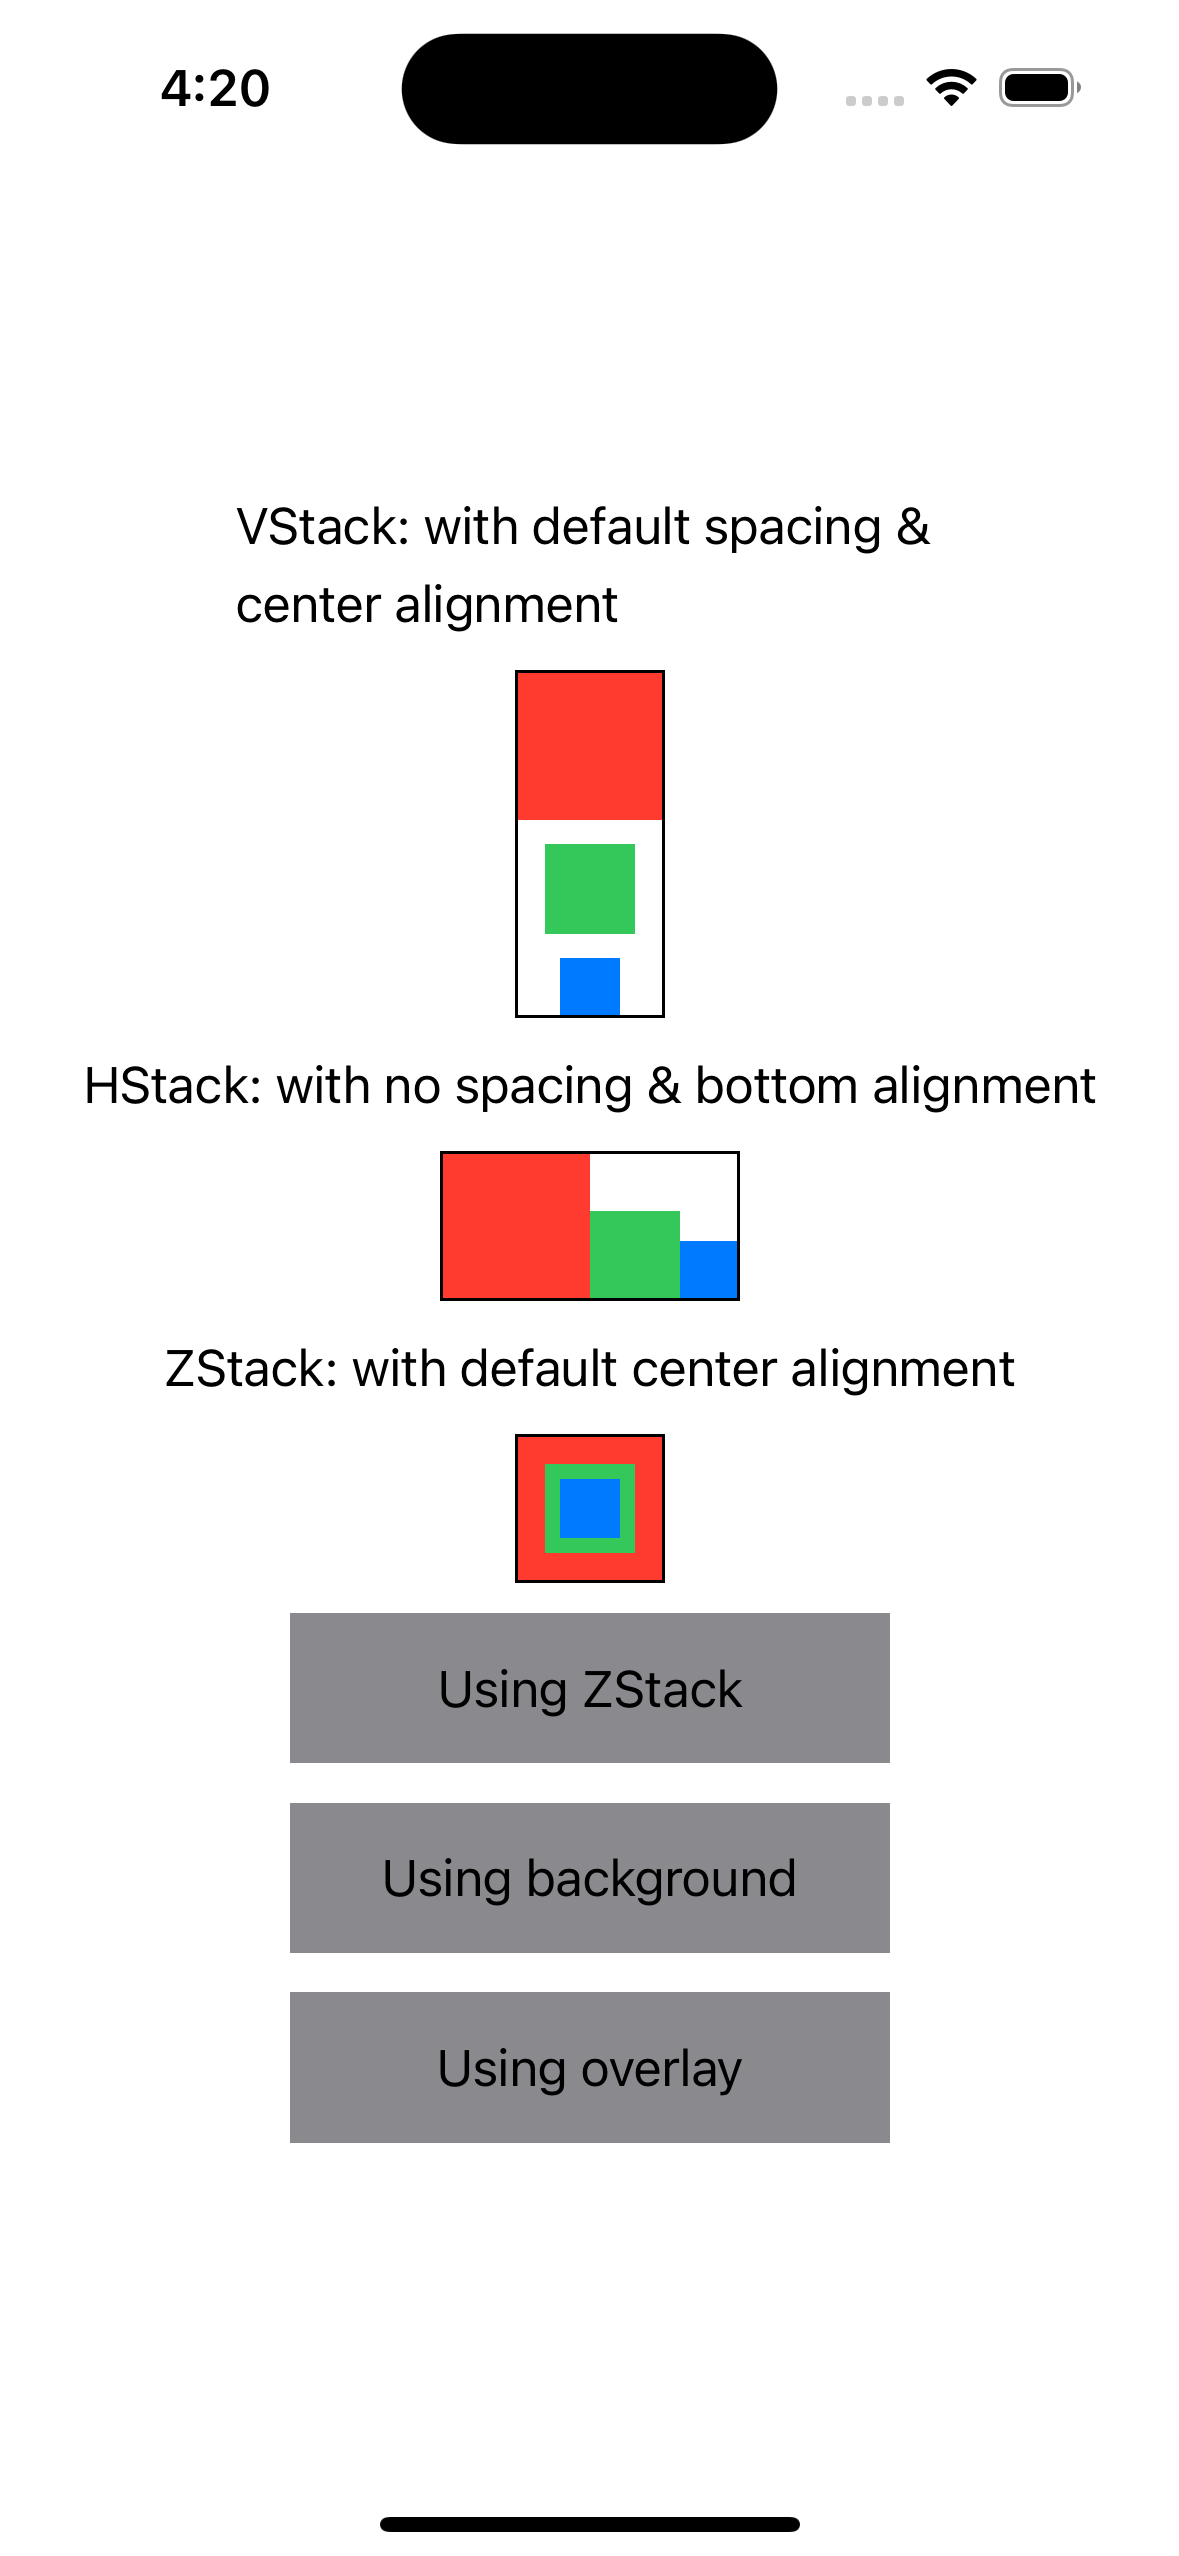 4:20
VStack: with default spacing &
center alignment
HStack: with no spacing & bottom alignment
ZStack: with default center alignment
Using ZStack
Using background
Using overlay